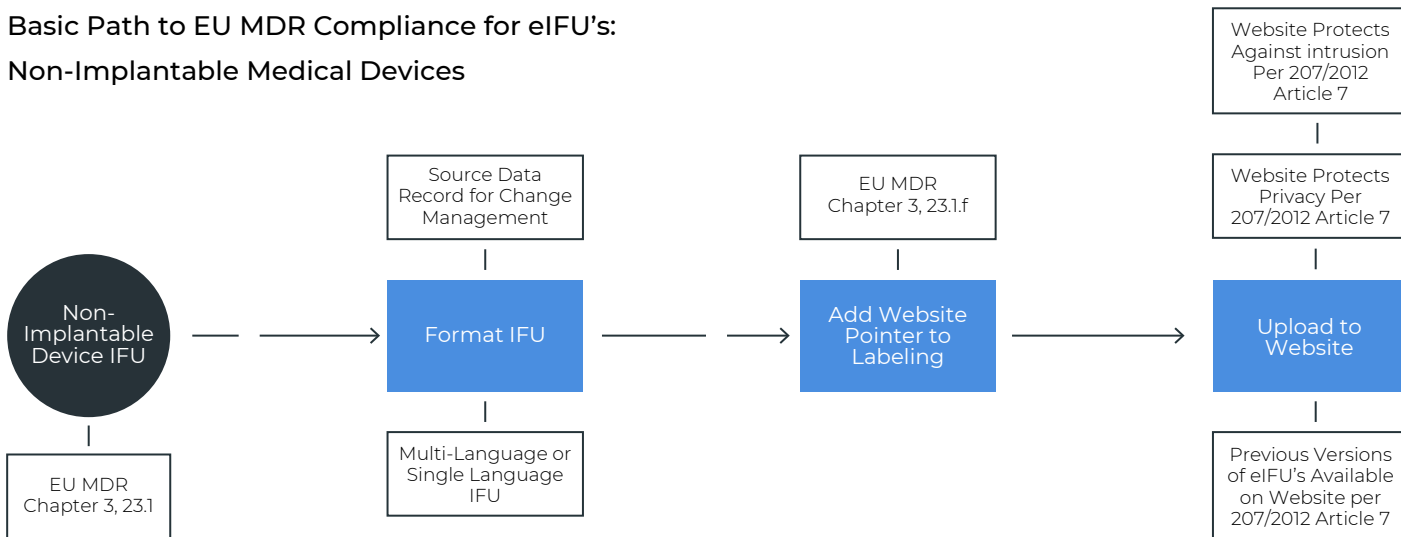 Basic Path to EU MDR Compliance for eIFU’s:
Non-Implantable Medical Devices
Non-
Implantable
Device IFU
EU MDR
Chapter 3, 23.1
Source Data
Record for Change
Management
Format IFU
Multi-Language or
Single Language
IFU
EU MDR
Chapter 3, 23.1.f
Add Website
Pointer to
Labeling
Website Protects
Against intrusion
Per 207/2012
Article 7
Website Protects
Privacy Per
207/2012 Article 7
Upload to
Website
Previous Versions
of eIFU’s Available
on Website per
207/2012 Article 7